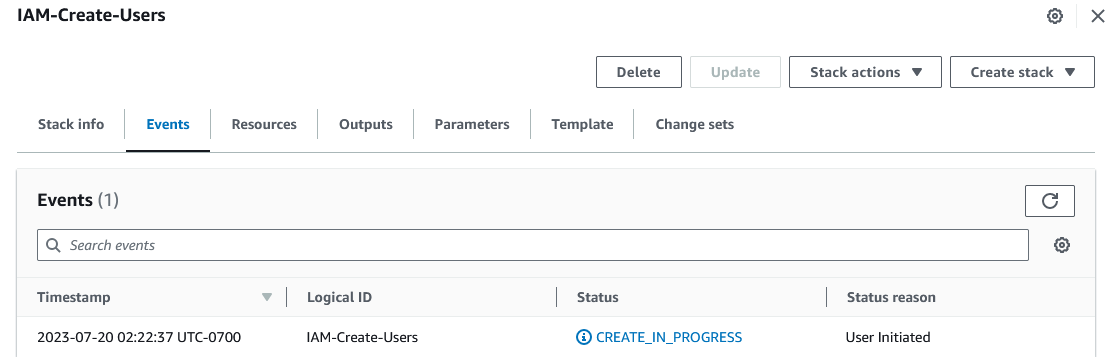 IAM-Create-Users
Delete Update Stack actions Create stack
Stack info Events Resources Outputs Parameters Template Change sets
Events (1)
Search events
Timestamp Logical ID Status Status reason
2023-07-20 02:22:37 UTC-0700 IAM-Create-Users CREATE_IN_PROGRESS User Initiated